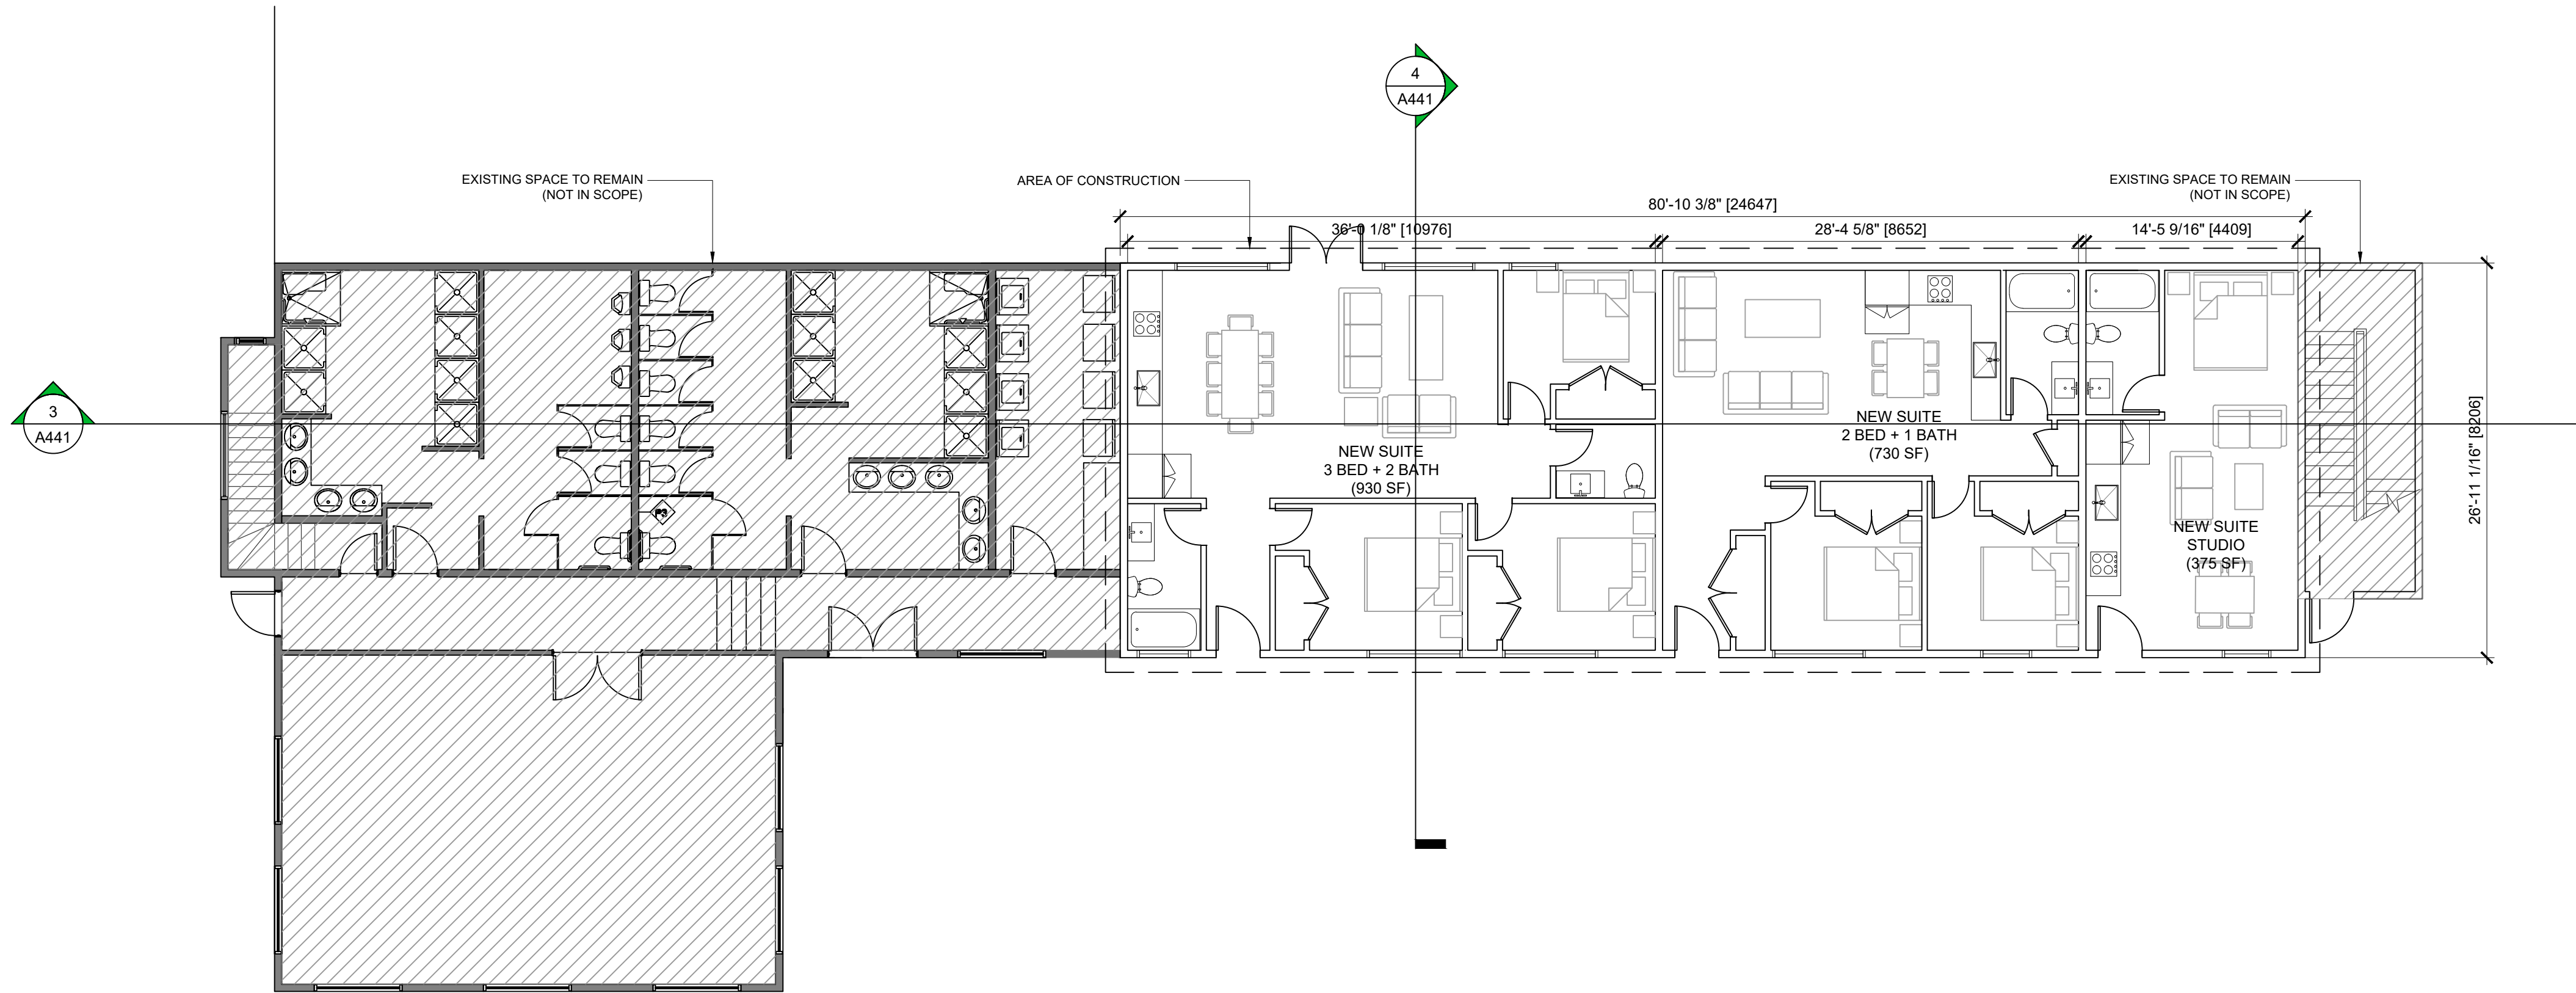 4
A441
EXISTING SPACE TO REMAIN
(NOT IN SCOPE)
AREA OF CONSTRUCTION
EXISTING SPACE TO REMAIN
(NOT IN SCOPE)
80'-10 3/8" [24647]
36'-0 1/8" [10976]
28'-4 5/8" [8652]
14'-5 9/16" [4409]
3
A441
26'-11 1/16" [8206]
NEW SUITE
3 BED + 2 BATH
(930 SF)
NEW SUITE
2 BED + 1 BATH
(730 SF)
NEW SUITE
STUDIO
(375 SF)